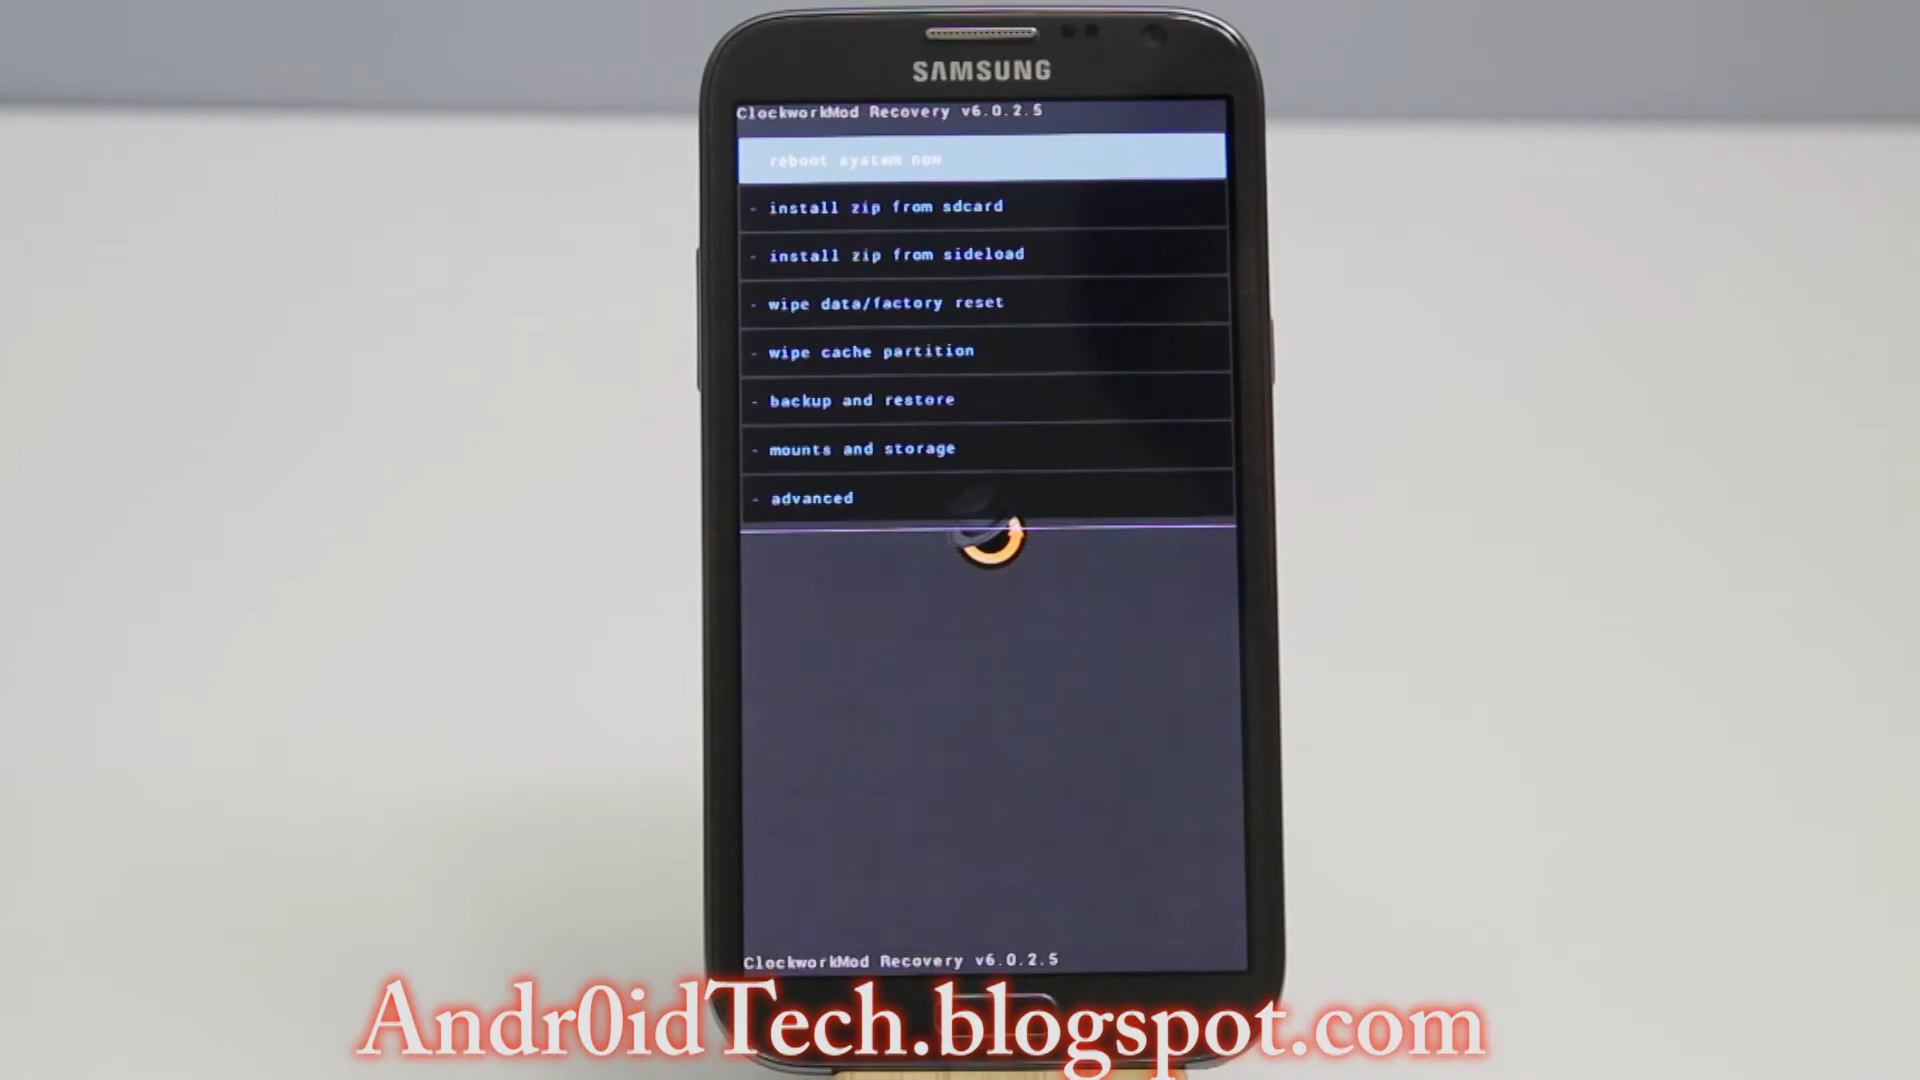 SAMSUNG
ClockworkMod Recovery v6.0.2.5
reboot system now
- install zip from sdcard
- install zip from sideload
- wipe data/factory reset
- wipe cache partition
- backup and restore
- mounts and storage
- advanced
ClockworkMod Recovery v6.0.2.5
Andr0idTech.blogspot.com